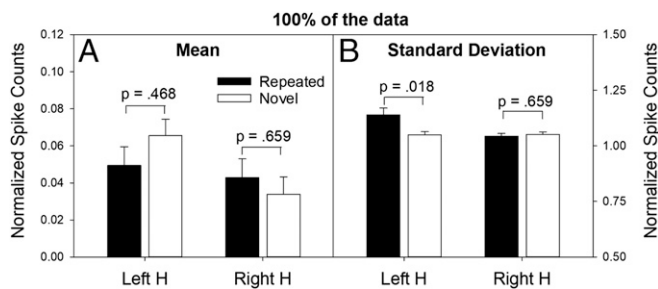 100% of the data
A Mean
B Standard Deviation
Normalized Spike Counts
0.12
0.10
0.08
0.06
0.04
0.02
0.00
Repeated
Novel
p = .468
p = .659
Left H
Right H
p = .018
p = .659
Left H
Right H
1.50
1.25
1.00
0.75
0.50
Normalized Spike Counts